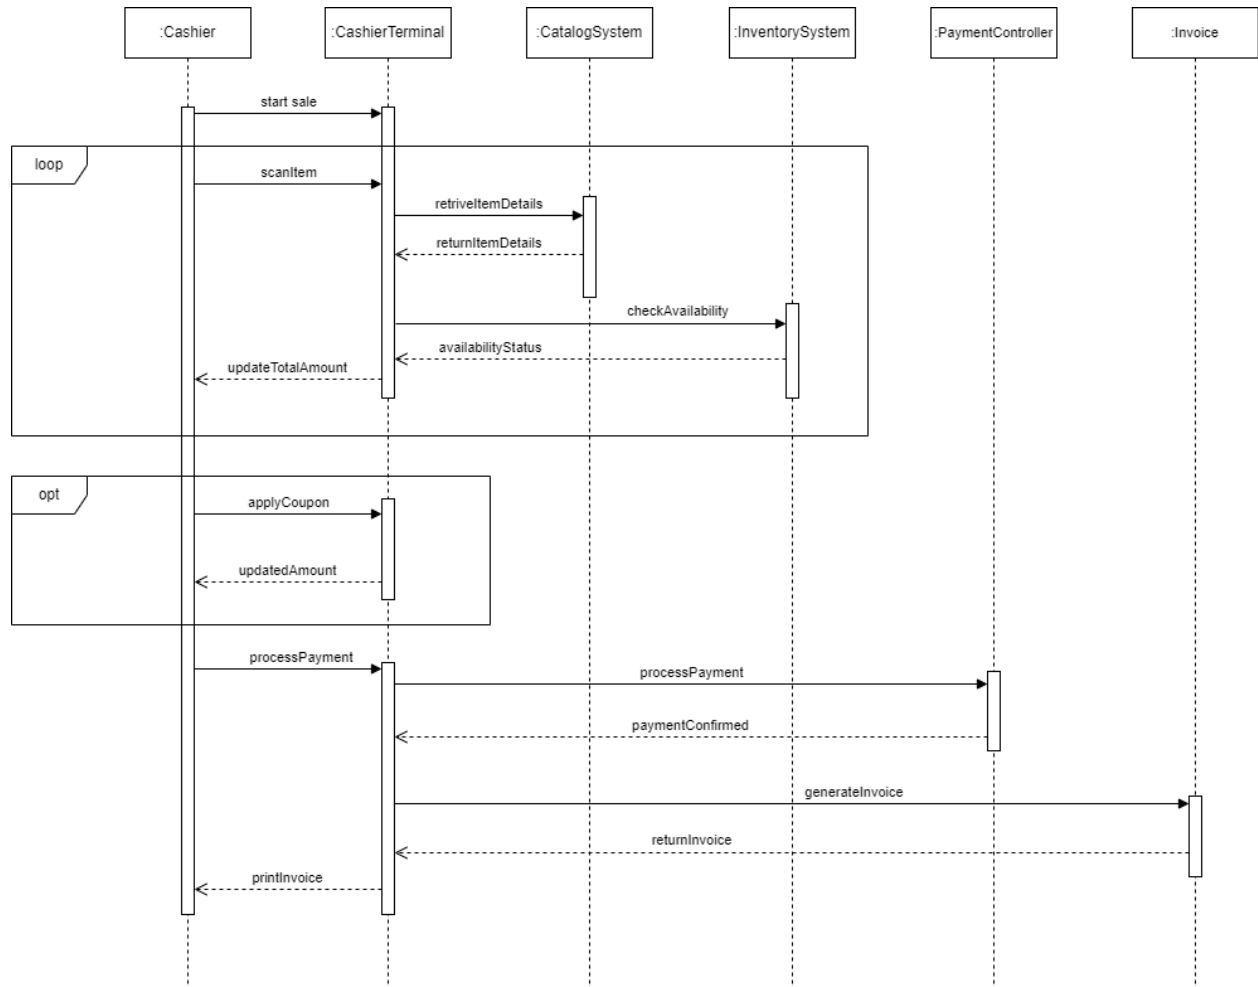 :Cashier
:CashierTerminal
:CatalogSystem
:InventorySystem
:PaymentController
:Invoice
start sale
loop
scanItem
retriveItemDetails
returnItemDetails
checkAvailability
availabilityStatus
updateTotalAmount
opt
applyCoupon
updatedAmount
processPayment
processPayment
paymentConfirmed
generateInvoice
returnInvoice
printInvoice